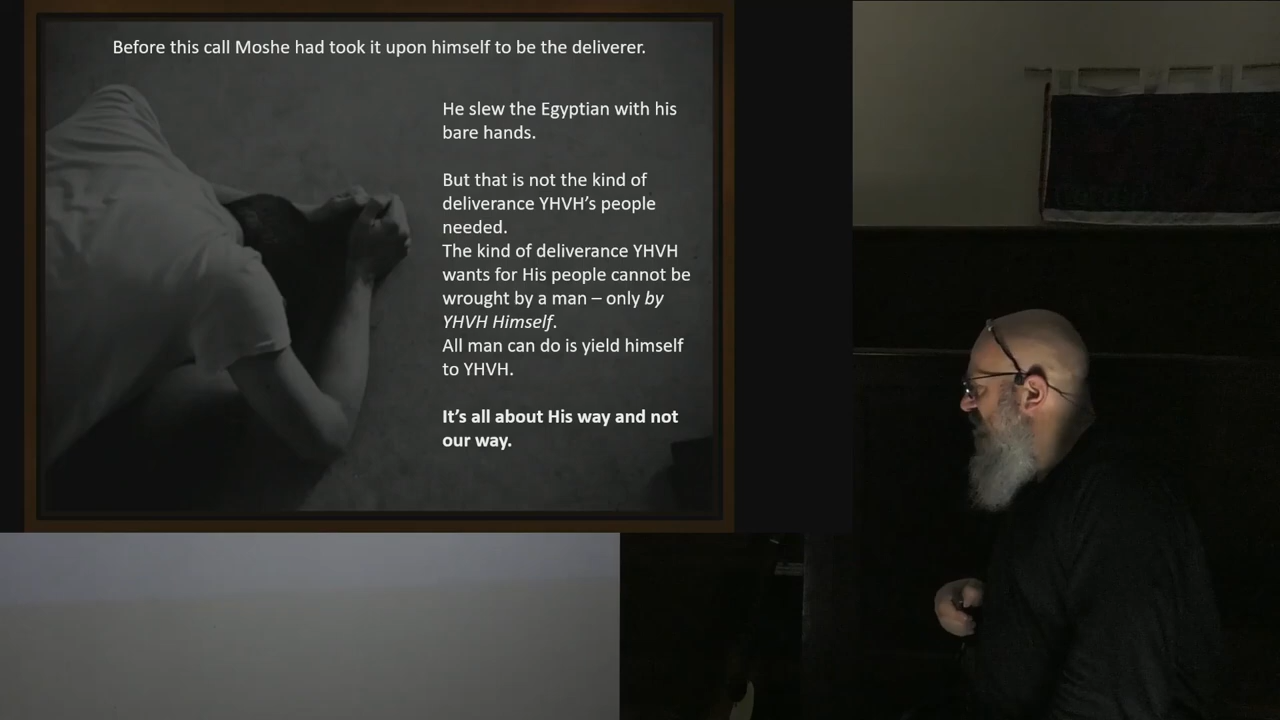 Before this call Moshe had took it upon himself to be the deliverer.
He slew the Egyptian with his
bare hands.
But that is not the kind of
deliverance YHVH’s people
needed.
The kind of deliverance YHVH
wants for His people cannot be
wrought by a man – only by
YHVH Himself.
All man can do is yield himself
to YHVH.
It’s all about His way and not
our way.